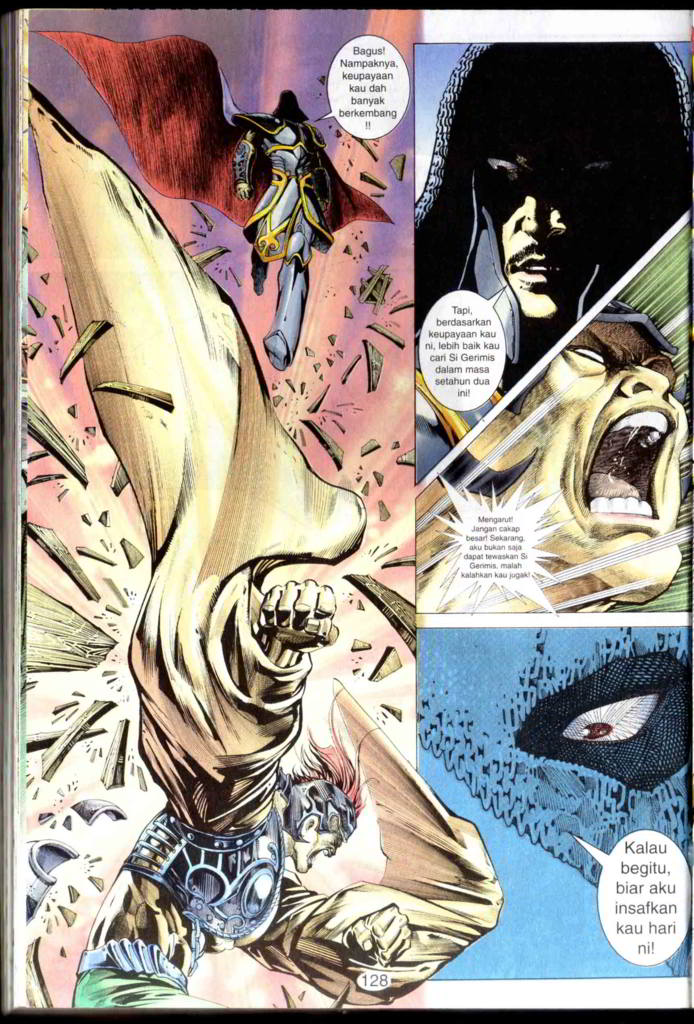 Bagus!
Nampaknya,
keupayaan
kau dah
banyak
berkembang
!!
Tapi,
berdasarkan
keupayaan kau
ni, lebih baik kau
cari Si Gerimis
dalam masa
setahun dua
ini!
Mengarut!
Jangan cakap
besar! Sekarang,
aku bukan saja
dapat tewaskan Si
Gerimis, malah
kalahkan kau jugak!
Kalau
begitu,
biar aku
insafkan
kau hari
ni!
128